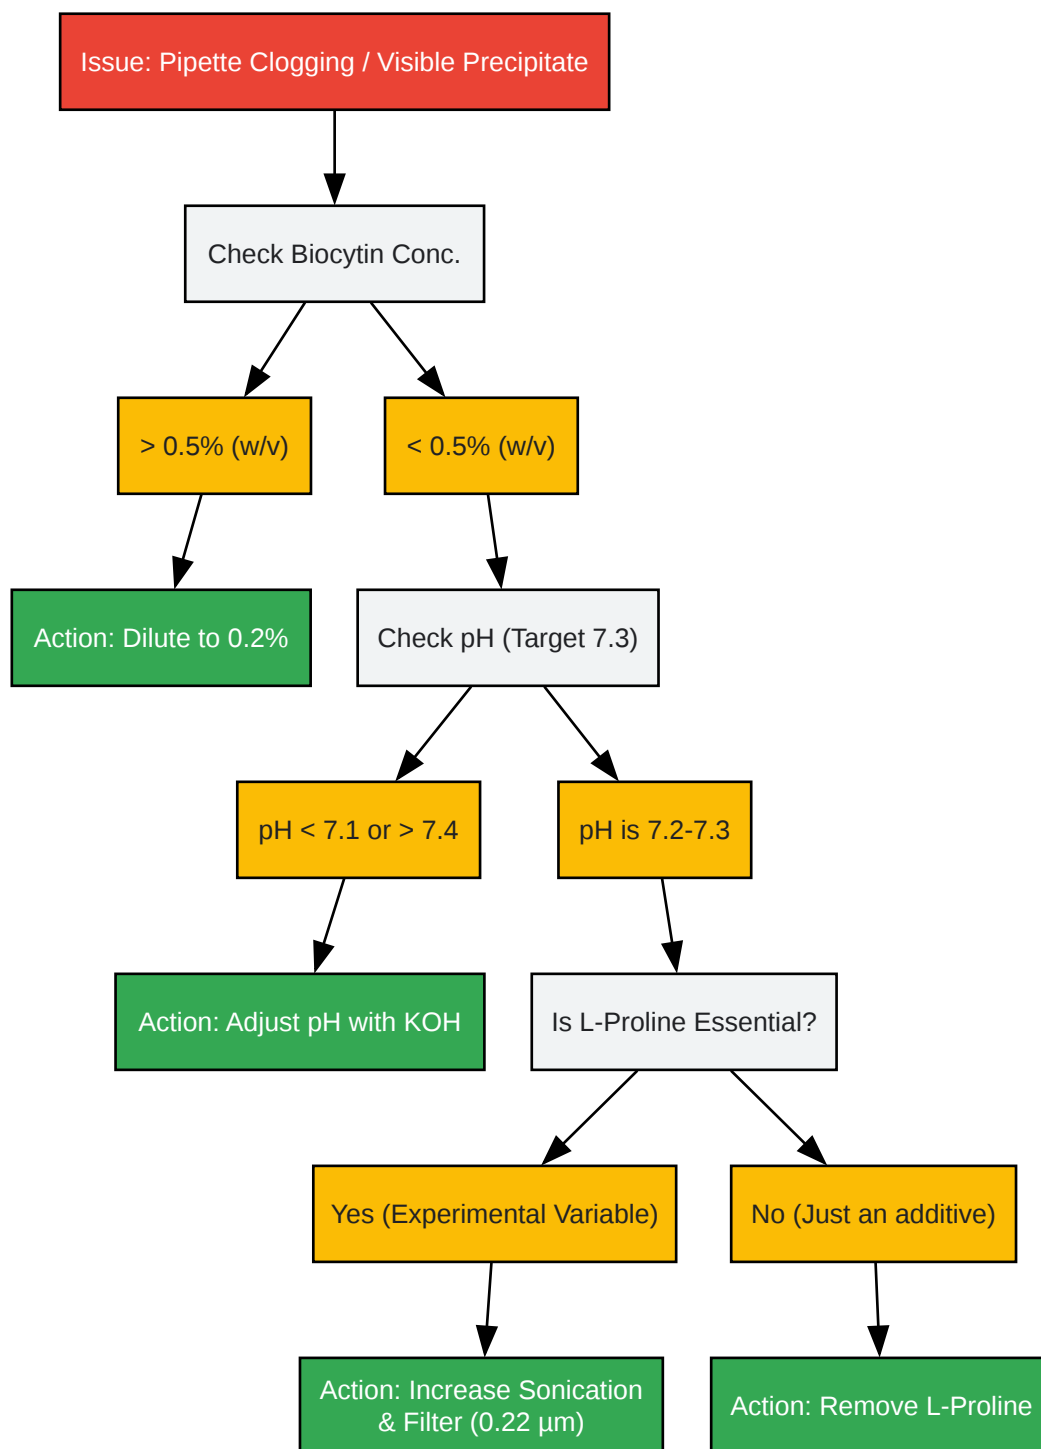 Issue: Pipette Clogging / Visible Precipitate
Check Biocytin Conc.
> 0.5% (w/v)
< 0.5% (w/v)
Action: Dilute to 0.2%
Check pH (Target 7.3)
pH < 7.1 or > 7.4
pH is 7.2-7.3
Action: Adjust pH with KOH
Is L-Proline Essential?
Yes (Experimental Variable)
No (Just an additive)
Action: Increase Sonication
& Filter (0.22 µm)
Action: Remove L-Proline